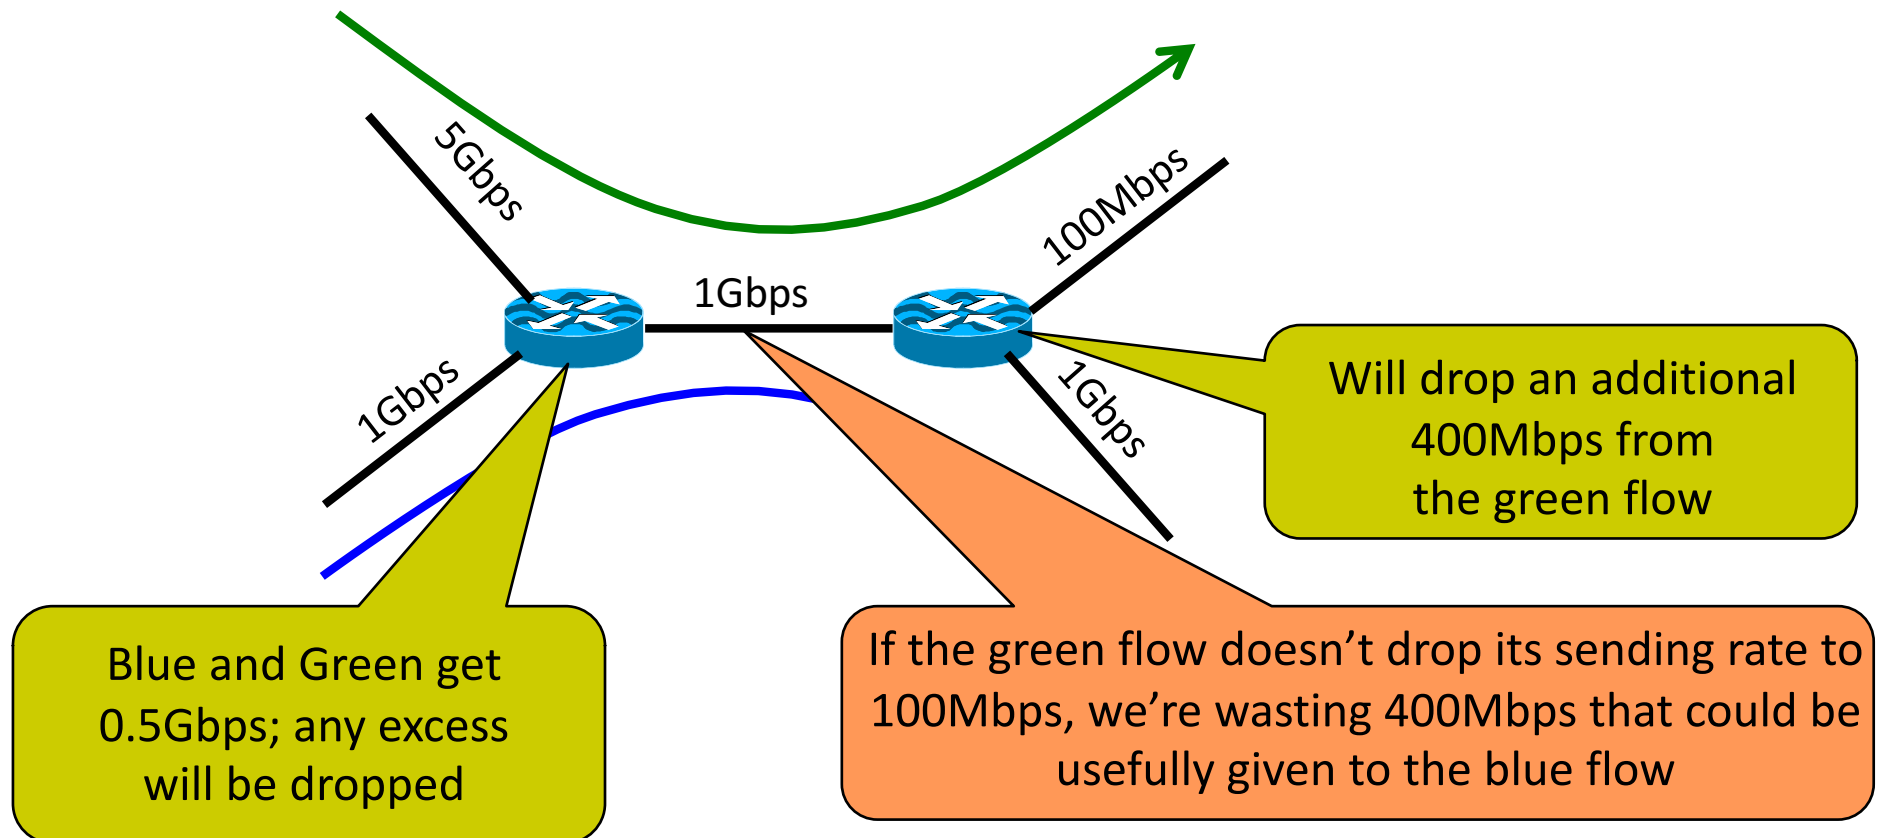 5Gbps
100Mbps
1Gbps
1Gbps
1Gbps
Will drop an additional
400Mbps from
the green flow
Blue and Green get
0.5Gbps; any excess
will be dropped
If the green flow doesn’t drop its sending rate to
100Mbps, we’re wasting 400Mbps that could be
usefully given to the blue flow